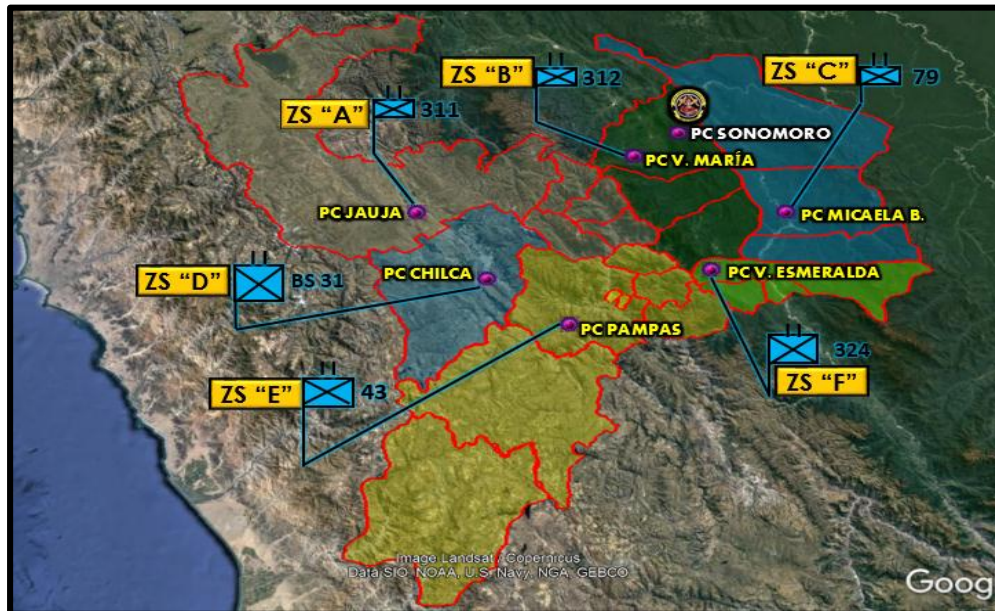 ZS “B”
312
ZS “C”
79
ZS “A”
311
PC SONOMORO
PC V. MARÍA
PC JAUJA
PC MICAELA B.
ZS “D”
BS 31
PC CHILCA
PC V. ESMERALDA
PC PAMPAS
324
ZS “E”
43
ZS “F”
Image Landsat / Copernicus
Data SIO, NOAA, U.S. Navy, NGA, GEBCO
Goog